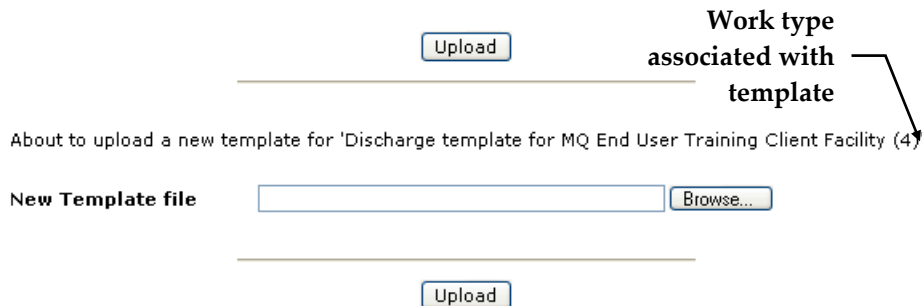 Upload
Work type
associated with
template
About to upload a new template for 'Discharge template for MQ End User Training Client Facility (4)'
New Template file
Browse...
Upload